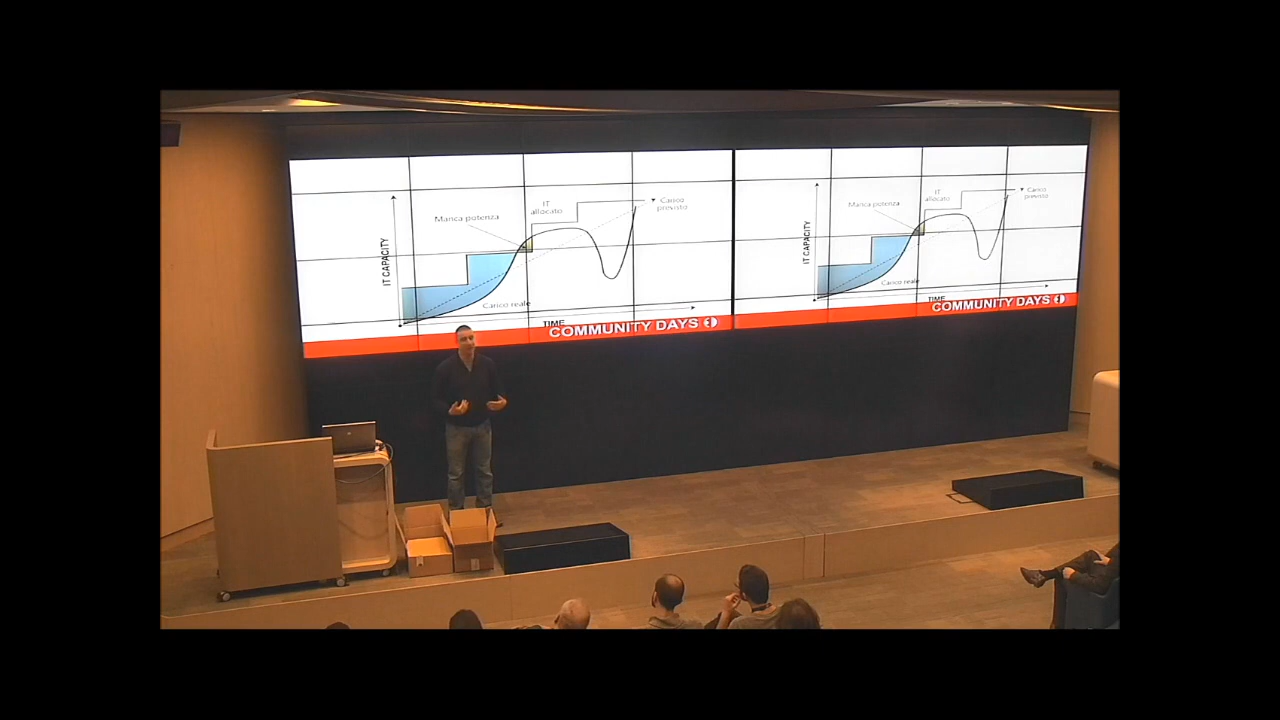 IT
allocato
Carico
previsto
Manca potenza
IT CAPACITY
Carico reale
TIME
COMMUNITY DAYS
IT
allocato
Carico
previsto
Manca potenza
IT CAPACITY
Carico reale
TIME
COMMUNITY DAYS